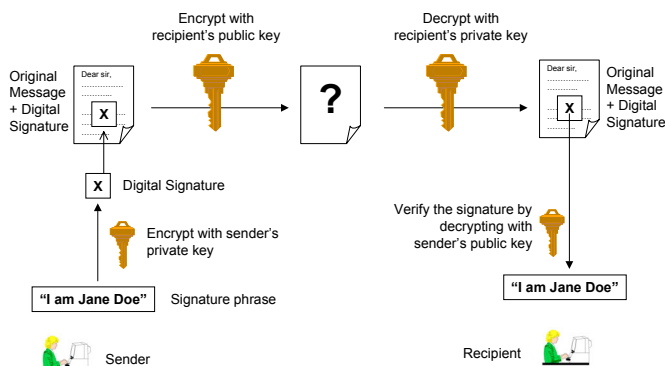 Encrypt with
recipient's public key
Decrypt with
recipient's private key
Original
Message
+ Digital
Signature
Dear sir,
X
?
Dear sir,
X
Original
Message
+ Digital
Signature
X
Digital Signature
Encrypt with sender's
private key
Verify the signature by
decrypting with
sender's public key
"I am Jane Doe"
Signature phrase
"I am Jane Doe"
Sender
Recipient